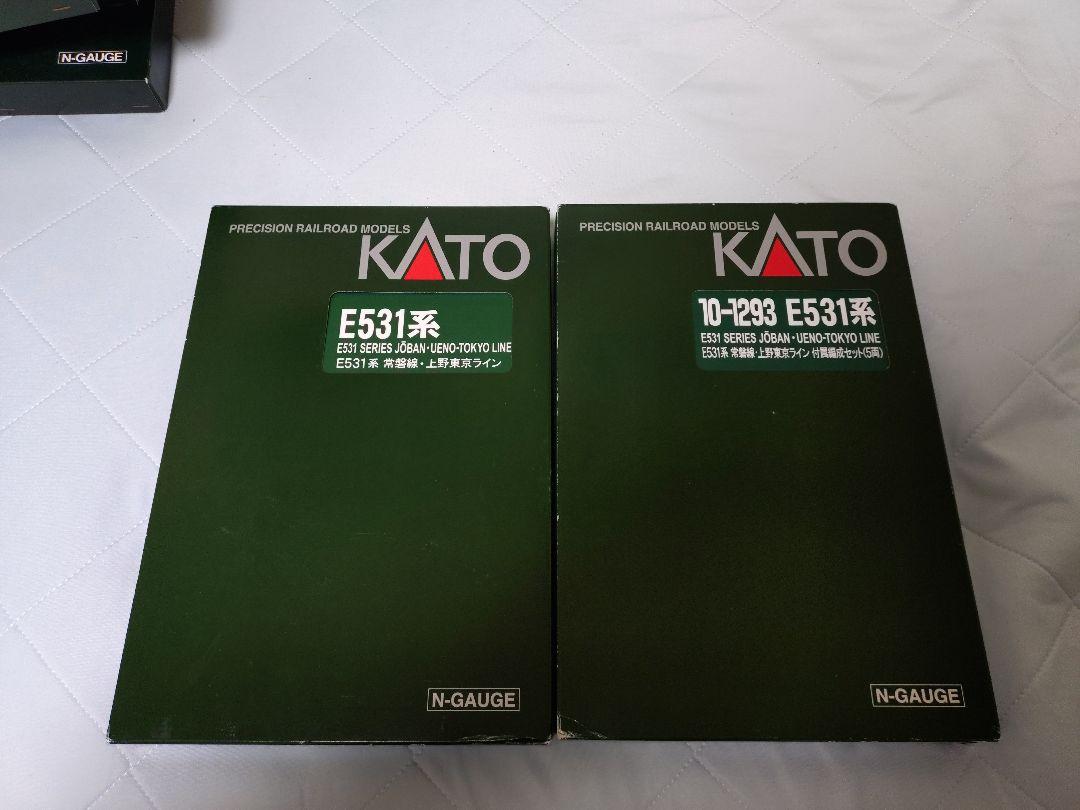 N-GAUGE
PRECISION RAILROAD MODELS
KATO
E531系
E531 SERIES JŌBAN・UENO-TOKYO LINE
E531系 常磐線・上野東京ライン
N-GAUGE
PRECISION RAILROAD MODELS
KATO
10-1293 E531系
E531 SERIES JŌBAN・UENO-TOKYO LINE
E531系 常磐線・上野東京ライン 付属編成セット(5両)
N-GAUGE